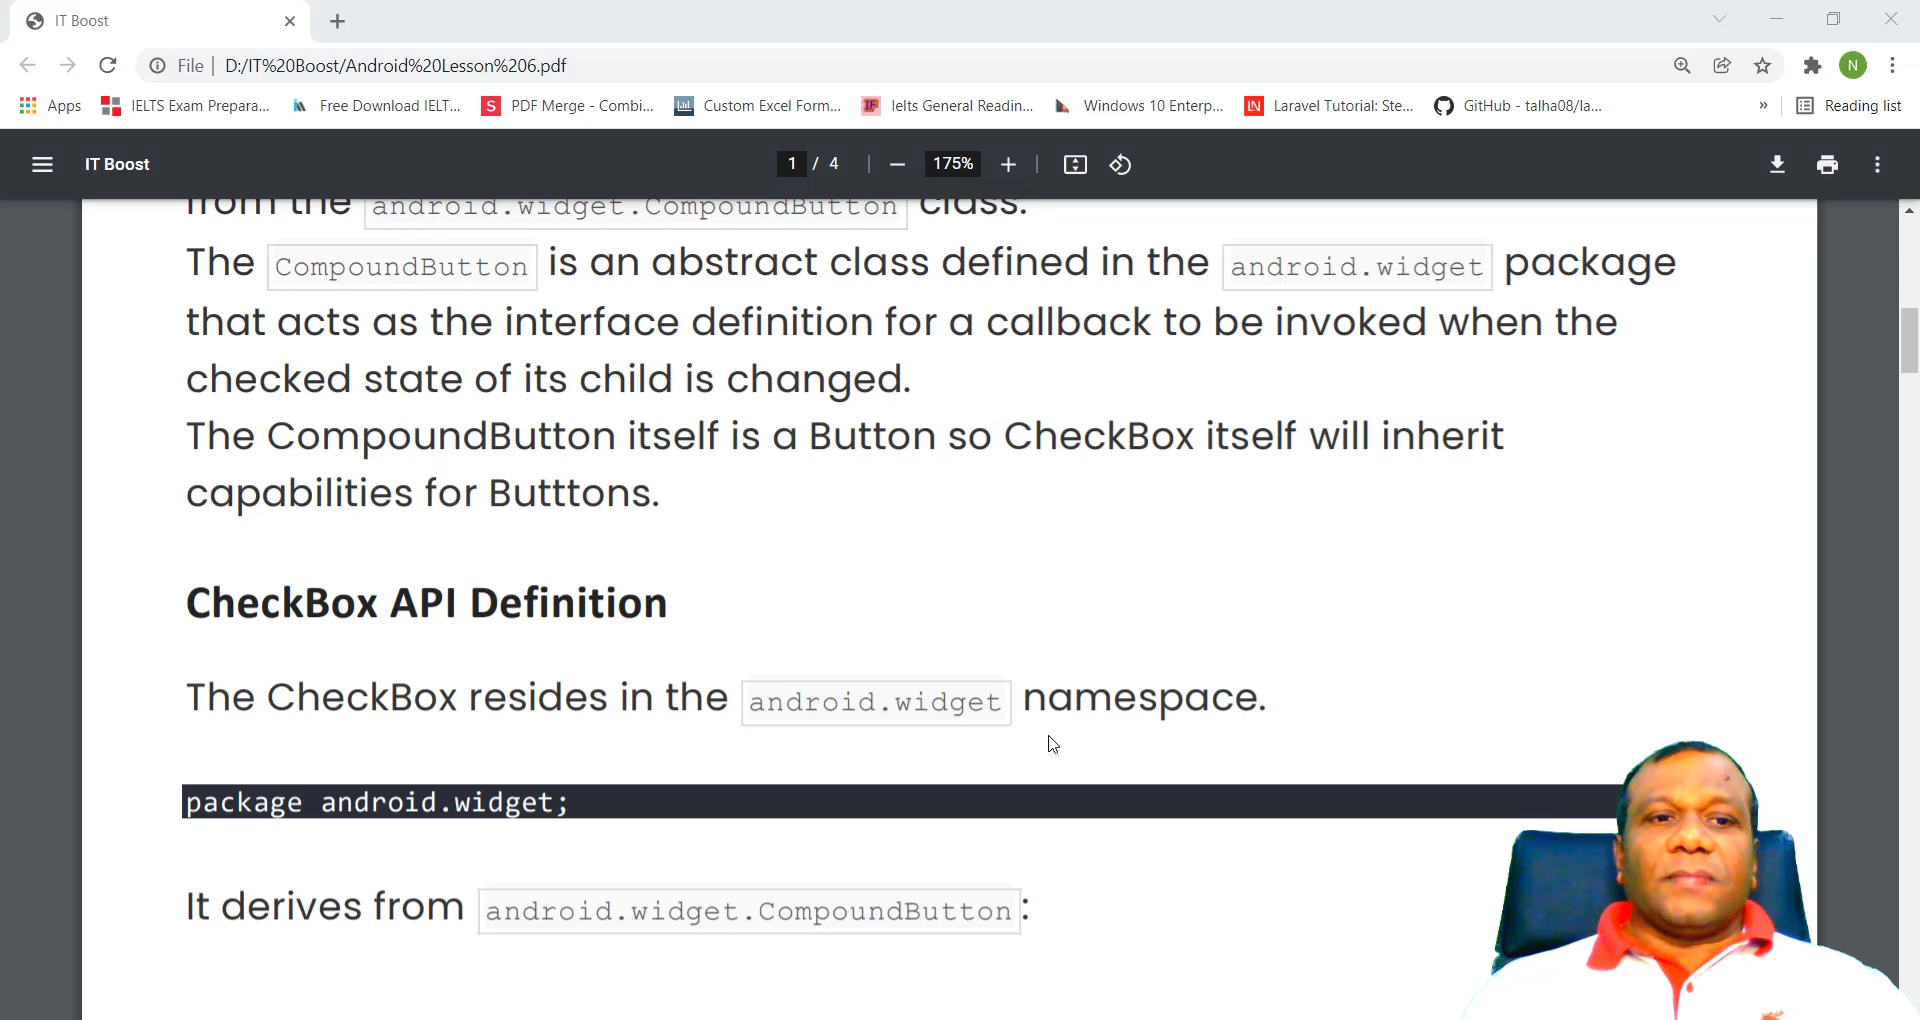 IT Boost
File | D:/IT%20Boost/Android%20Lesson%206.pdf
N
Apps IELTS Exam Prepara... Free Download IELT... S PDF Merge - Combi... Custom Excel Form... IF Ielts General Readin... Windows 10 Enterp... LN Laravel Tutorial: Ste... GitHub - talha08/la... » Reading list
IT Boost 1 / 4 175%
from the android.widget.CompoundButton class.
The CompoundButton is an abstract class defined in the android.widget package
that acts as the interface definition for a callback to be invoked when the
checked state of its child is changed.
The CompoundButton itself is a Button so CheckBox itself will inherit
capabilities for Butttons.
CheckBox API Definition
The CheckBox resides in the android.widget namespace.
package android.widget;
It derives from android.widget.CompoundButton: